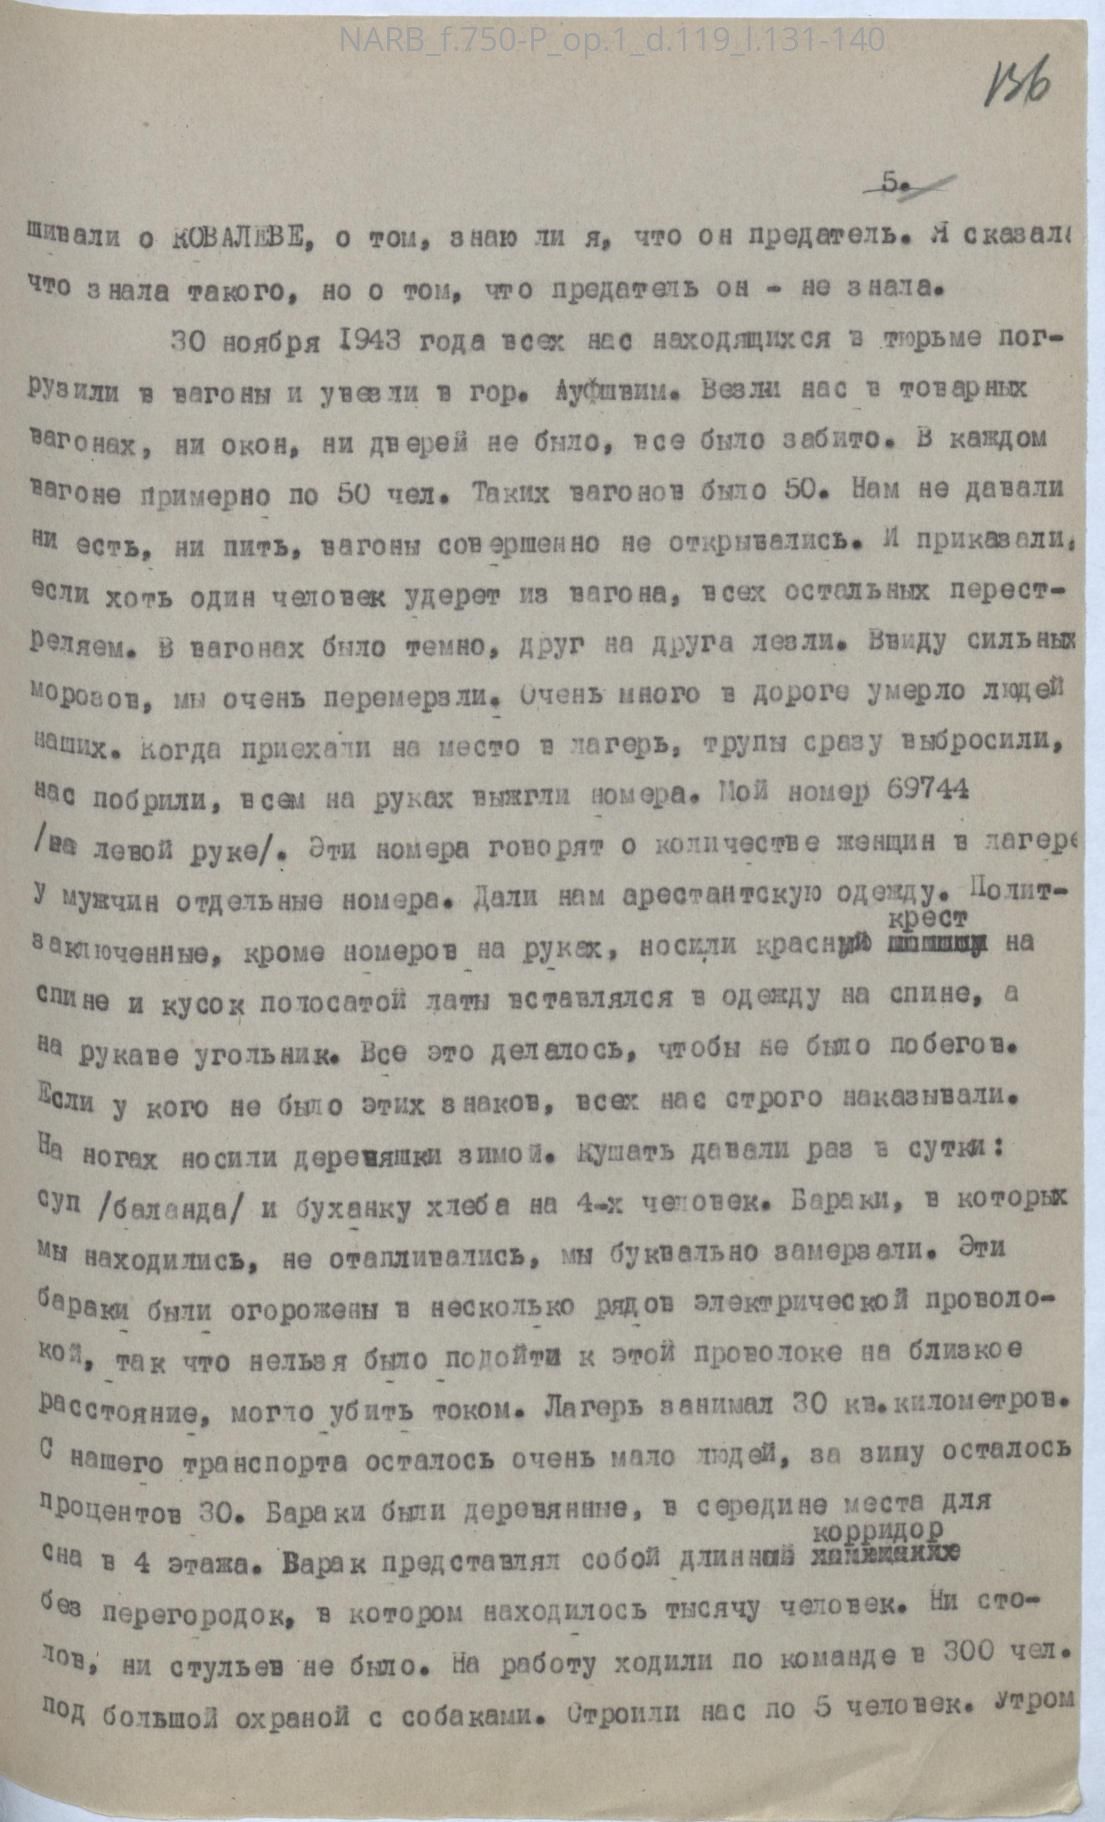 NARB_f.750-P_op.1_d.119_l.131-140
136
5.
шивали о КОВАЛЕВЕ, о том, знаю ли я, что он предатель. Я сказала
что знала такого, но о том, что предатель он - не знала.
30 ноября 1943 года всех нас находящихся в тюрьме пог-
рузили в вагоны и увезли в гор. Ауфшвим. Везли нас в товарных
вагонах, ни окон, ни дверей не было, все было забито. В каждом
вагоне примерно по 50 чел. Таких вагонов было 50. Нам не давали
ни есть, ни пить, вагоны совершенно не открывались. И приказали,
если хоть один человек удерет из вагона, всех остальных перест-
реляем. В вагонах было темно, друг на друга лезли. Ввиду сильных
морозов, мы очень перемерзли. Очень много в дороге умерло людей
наших. Когда приехали на место в лагерь, трупы сразу выбросили,
нас побрили, всем на руках выжгли номера. Мой номер 69744
/на левой руке/. Эти номера говорят о количестве женщин в лагере
у мужчин отдельные номера. Дали нам арестантскую одежду. Полит-
крест
заключенные, кроме номеров на руках, носили красный на
спине и кусок полосатой латы вставлялся в одежду на спине, а
на рукаве угольник. Все это делалось, чтобы не было побегов.
Если у кого не было этих знаков, всех нас строго наказывали.
На ногах носили деревяшки зимой. Кушать давали раз в сутки:
суп /баланда/ и буханку хлеба на 4-х человек. Бараки, в которых
мы находились, не отапливались, мы буквально замерзали. Эти
бараки были огорожены в несколько рядов электрической проволо-
кой, так что нельзя было подойти к этой проволоке на близкое
расстояние, могло убить током. Лагерь занимал 30 кв.километров.
С нашего транспорта осталось очень мало людей, за зиму осталось
процентов 30. Бараки были деревянные, в середине места для
корридор
сна в 4 этажа. Барак представлял собой длинный
без перегородок, в котором находилось тысячу человек. Ни сто-
лов, ни стульев не было. На работу ходили по команде в 300 чел.
под большой охраной с собаками. Строили нас по 5 человек. Утром